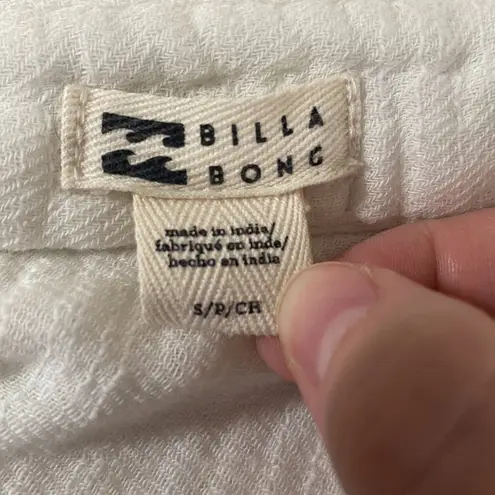 BILLA
BONG
made in india/
fabriqué en inde/
hecho en india
S/P/CH